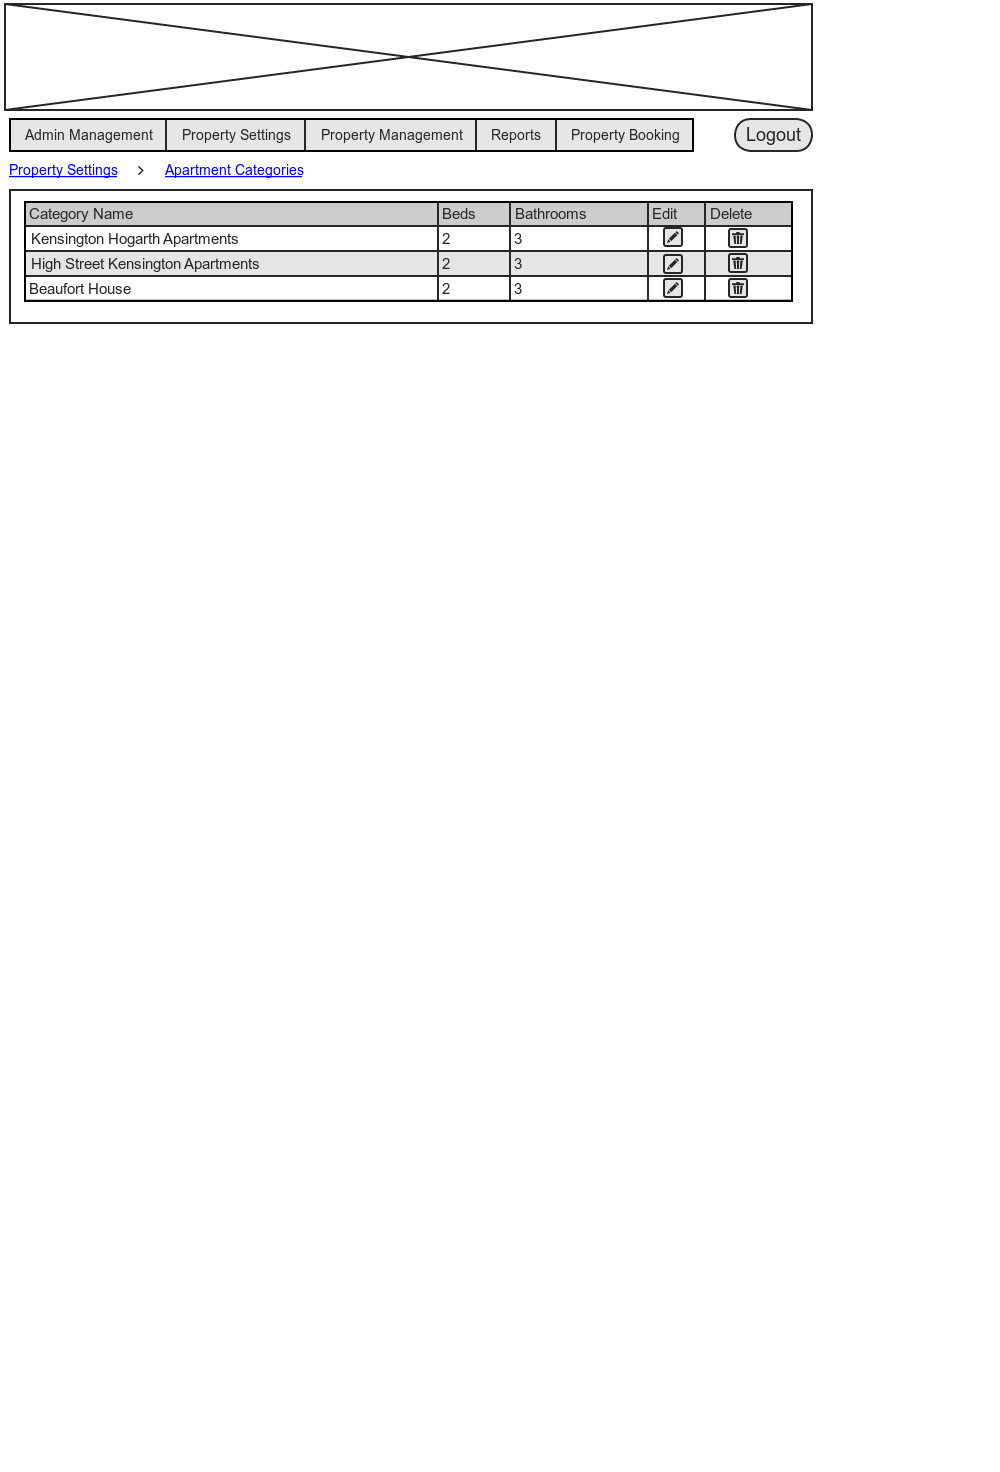 Admin Management Property Settings Property Management Reports Property Booking Logout
Property Settings > Apartment Categories
Category Name Beds Bathrooms Edit Delete
Kensington Hogarth Apartments 2 3
High Street Kensington Apartments 2 3
Beaufort House 2 3